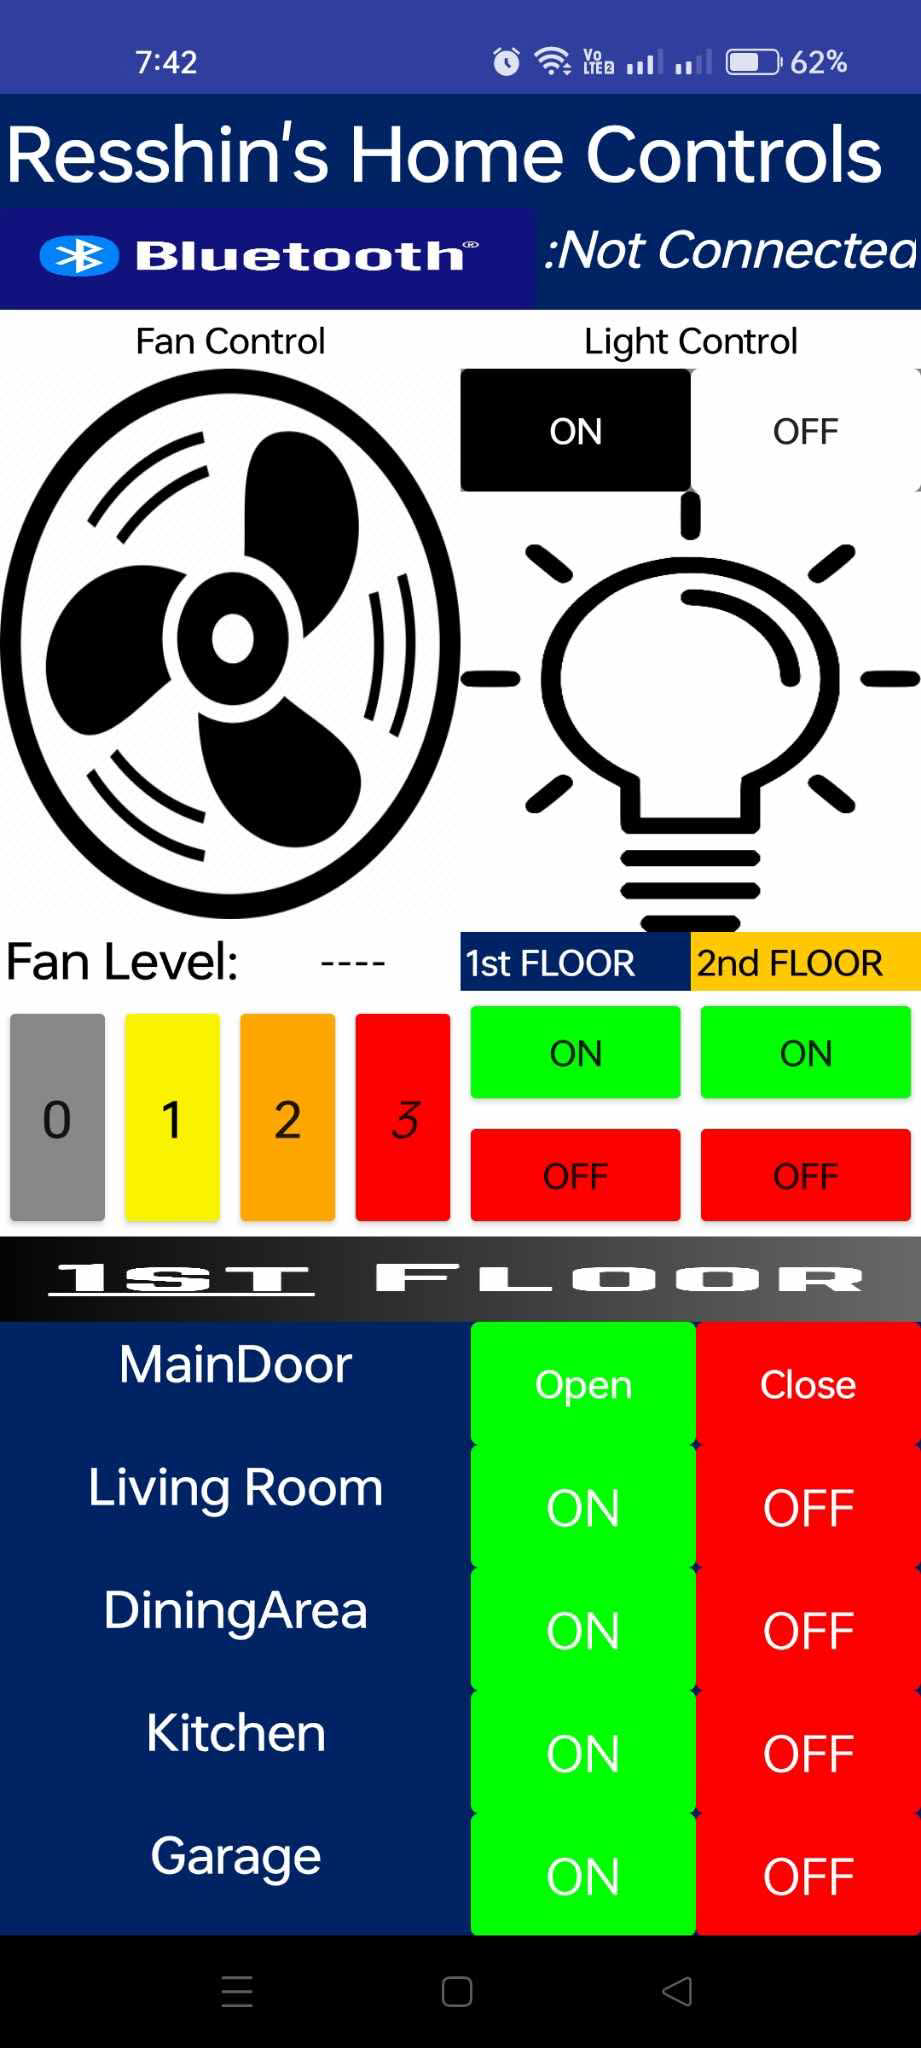 7:42 Vo LTE2 62%
Resshin's Home Controls
Bluetooth® :Not Connected
Fan Control Light Control
ON OFF
Fan Level: ---- 1st FLOOR 2nd FLOOR
ON ON
0 1 2 3
OFF OFF
1ST FLOOR
MainDoor Open Close
Living Room ON OFF
DiningArea ON OFF
Kitchen ON OFF
Garage ON OFF